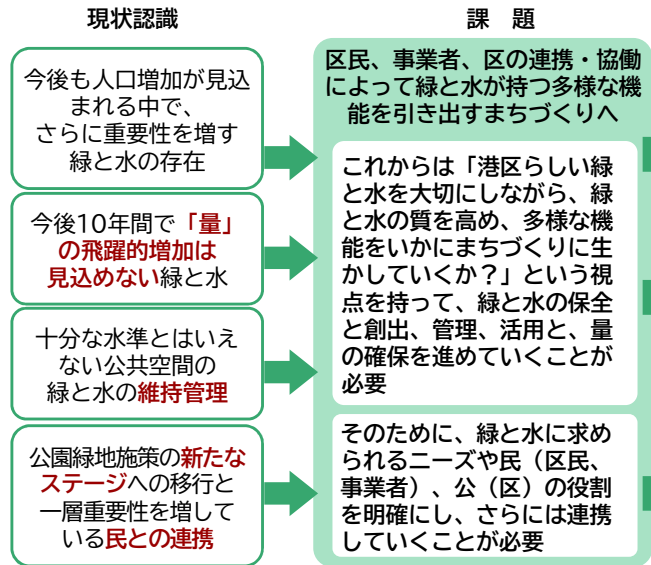 現状認識
今後も人口増加が見込
まれる中で、
さらに重要性を増す
緑と水の存在
今後10年間で「量」
の飛躍的増加は
見込めない緑と水
十分な水準とはいえ
ない公共空間の
緑と水の維持管理
公園緑地施策の新たな
ステージへの移行と
一層重要性を増して
いる民との連携
課 題
区民、事業者、区の連携・協働
によって緑と水が持つ多様な機
能を引き出すまちづくりへ
これからは「港区らしい緑
と水を大切にしながら、緑
と水の質を高め、多様な機
能をいかにまちづくりに生
かしていくか？」という視
点を持って、緑と水の保全
と創出、管理、活用と、量
の確保を進めていくことが
必要
そのために、緑と水に求め
られるニーズや民（区民、
事業者）、公（区）の役割
を明確にし、さらには連携
していくことが必要